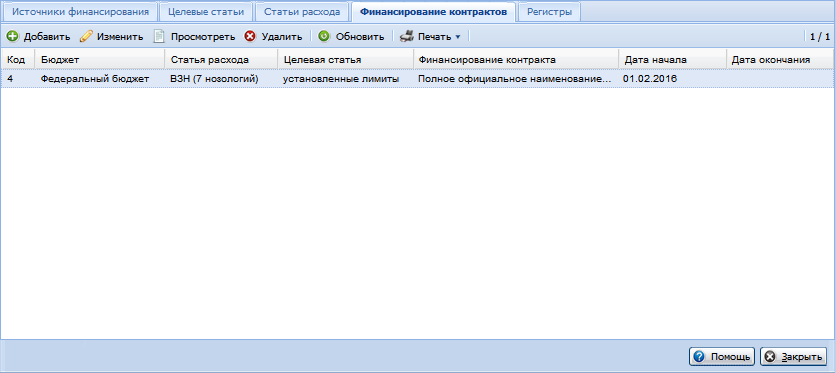 Источники финансирования Целевые статьи Статьи расхода Финансирование контрактов Регистры
Добавить Изменить Просмотреть Удалить Обновить Печать 1 / 1
Код Бюджет Статья расхода Целевая статья Финансирование контракта Дата начала Дата окончания
4 Федеральный бюджет ВЗН (7 нозологий) установленные лимиты Полное официальное наименование... 01.02.2016
Помощь Закрыть